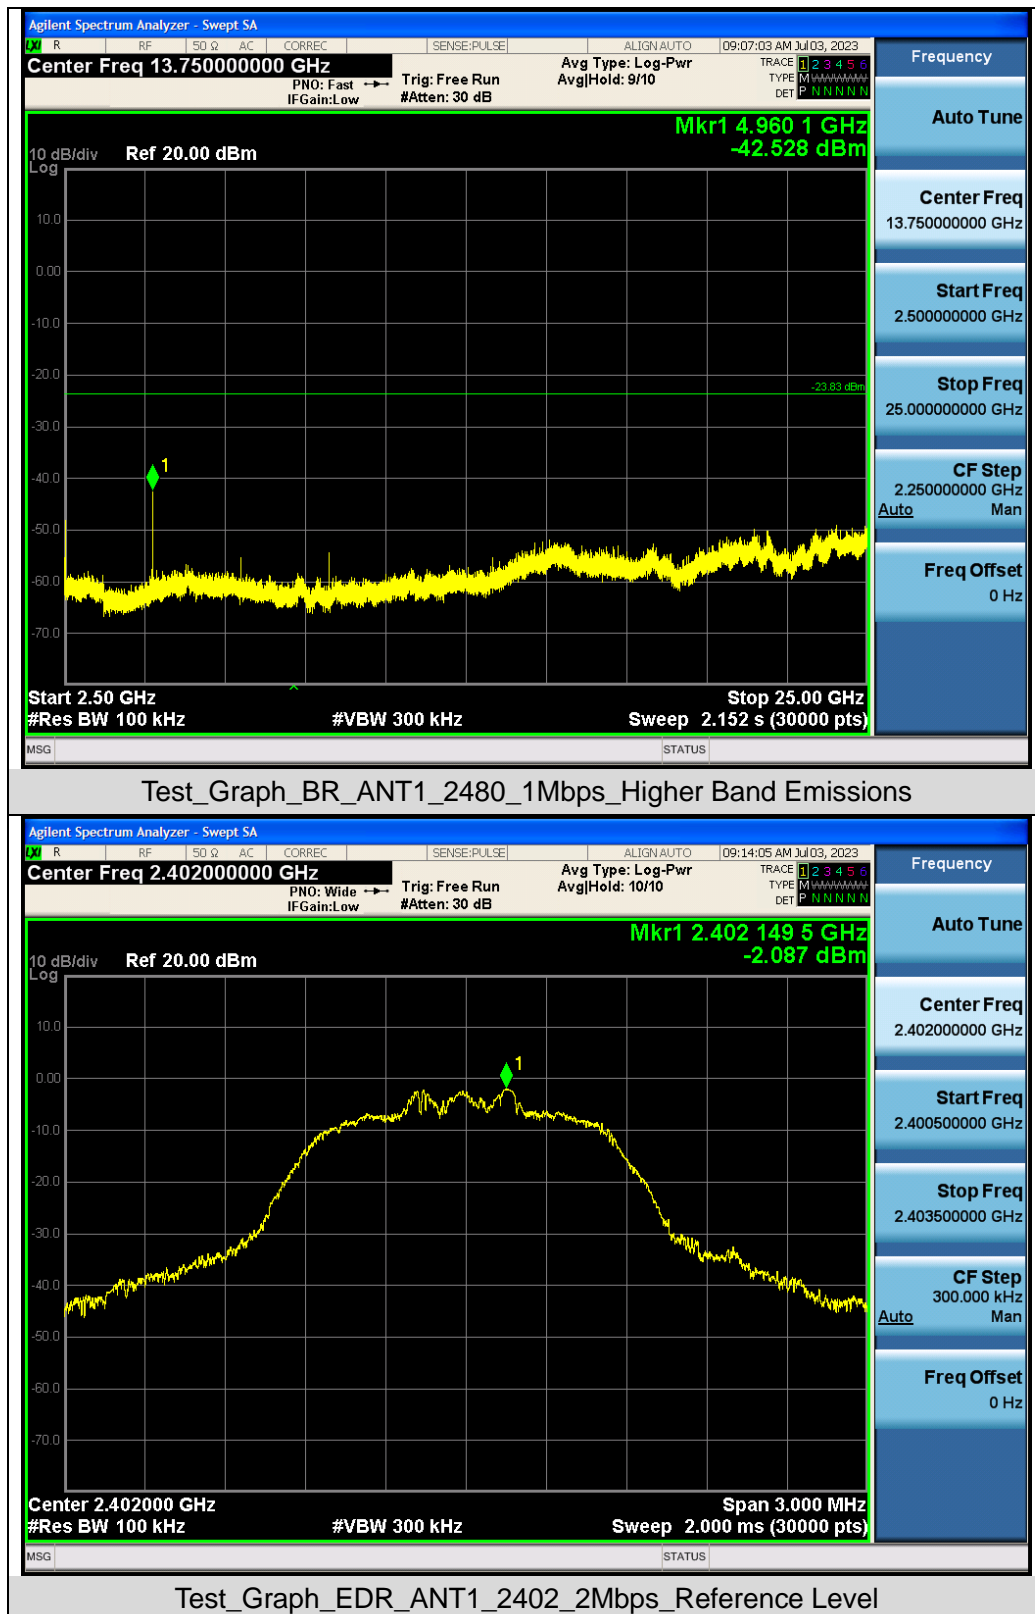 Agilent Spectrum Analyzer - Swept SA
LXI R RF 50 Ω AC CORREC SENSE:PULSE ALIGN AUTO 09:07:03 AM Jul 03, 2023
Center Freq 13.750000000 GHz
PNO: Fast
IFGain:Low
Trig: Free Run
#Atten: 30 dB
Avg Type: Log-Pwr
Avg|Hold: 9/10
TRACE 1 2 3 4 5 6
TYPE M
DET P N N N N N
Mkr1 4.960 1 GHz
-42.528 dBm
10 dB/div Ref 20.00 dBm
Log
10.0
0.00
-10.0
-20.0
-23.83 dBm
-30.0
1
-40.0
-50.0
-60.0
-70.0
Start 2.50 GHz Stop 25.00 GHz
#Res BW 100 kHz #VBW 300 kHz Sweep 2.152 s (30000 pts)
MSG STATUS
Frequency
Auto Tune
Center Freq
13.750000000 GHz
Start Freq
2.500000000 GHz
Stop Freq
25.000000000 GHz
CF Step
2.250000000 GHz
Auto Man
Freq Offset
0 Hz
Test_Graph_BR_ANT1_2480_1Mbps_Higher Band Emissions
Agilent Spectrum Analyzer - Swept SA
LXI R RF 50 Ω AC CORREC SENSE:PULSE ALIGN AUTO 09:14:05 AM Jul 03, 2023
Center Freq 2.402000000 GHz
PNO: Wide
IFGain:Low
Trig: Free Run
#Atten: 30 dB
Avg Type: Log-Pwr
Avg|Hold: 10/10
TRACE 1 2 3 4 5 6
TYPE M
DET P N N N N N
Mkr1 2.402 149 5 GHz
-2.087 dBm
10 dB/div Ref 20.00 dBm
Log
10.0
1
0.00
-10.0
-20.0
-30.0
-40.0
-50.0
-60.0
-70.0
Center 2.402000 GHz Span 3.000 MHz
#Res BW 100 kHz #VBW 300 kHz Sweep 2.000 ms (30000 pts)
MSG STATUS
Frequency
Auto Tune
Center Freq
2.402000000 GHz
Start Freq
2.400500000 GHz
Stop Freq
2.403500000 GHz
CF Step
300.000 kHz
Auto Man
Freq Offset
0 Hz
Test_Graph_EDR_ANT1_2402_2Mbps_Reference Level